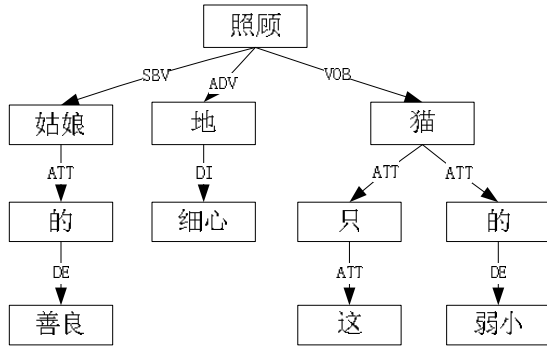 照顾
SBV ADV VOB
姑娘 地 猫
ATT DI ATT ATT
的 细心 只 的
DE ATT DE
善良 这 弱小